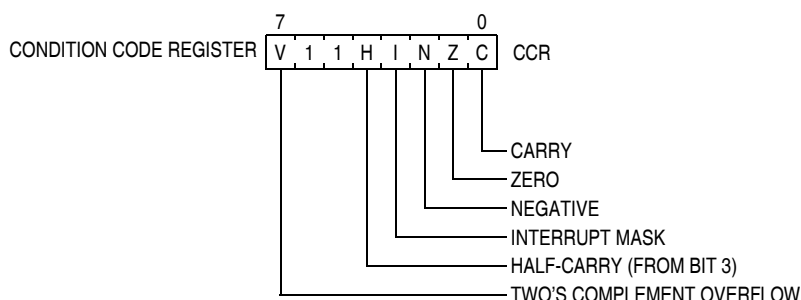 7 0
CONDITION CODE REGISTER V 1 1 H I N Z C CCR
CARRY
ZERO
NEGATIVE
INTERRUPT MASK
HALF-CARRY (FROM BIT 3)
TWO'S COMPLEMENT OVERFLOW